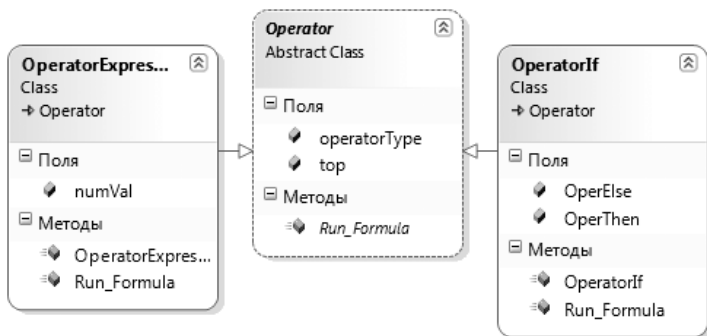 OperatorExpres...
Class
Operator
Поля
numVal
Методы
OperatorExpres...
Run_Formula
Operator
Abstract Class
Поля
operatorType
top
Методы
Run_Formula
OperatorIf
Class
Operator
Поля
OperElse
OperThen
Методы
OperatorIf
Run_Formula